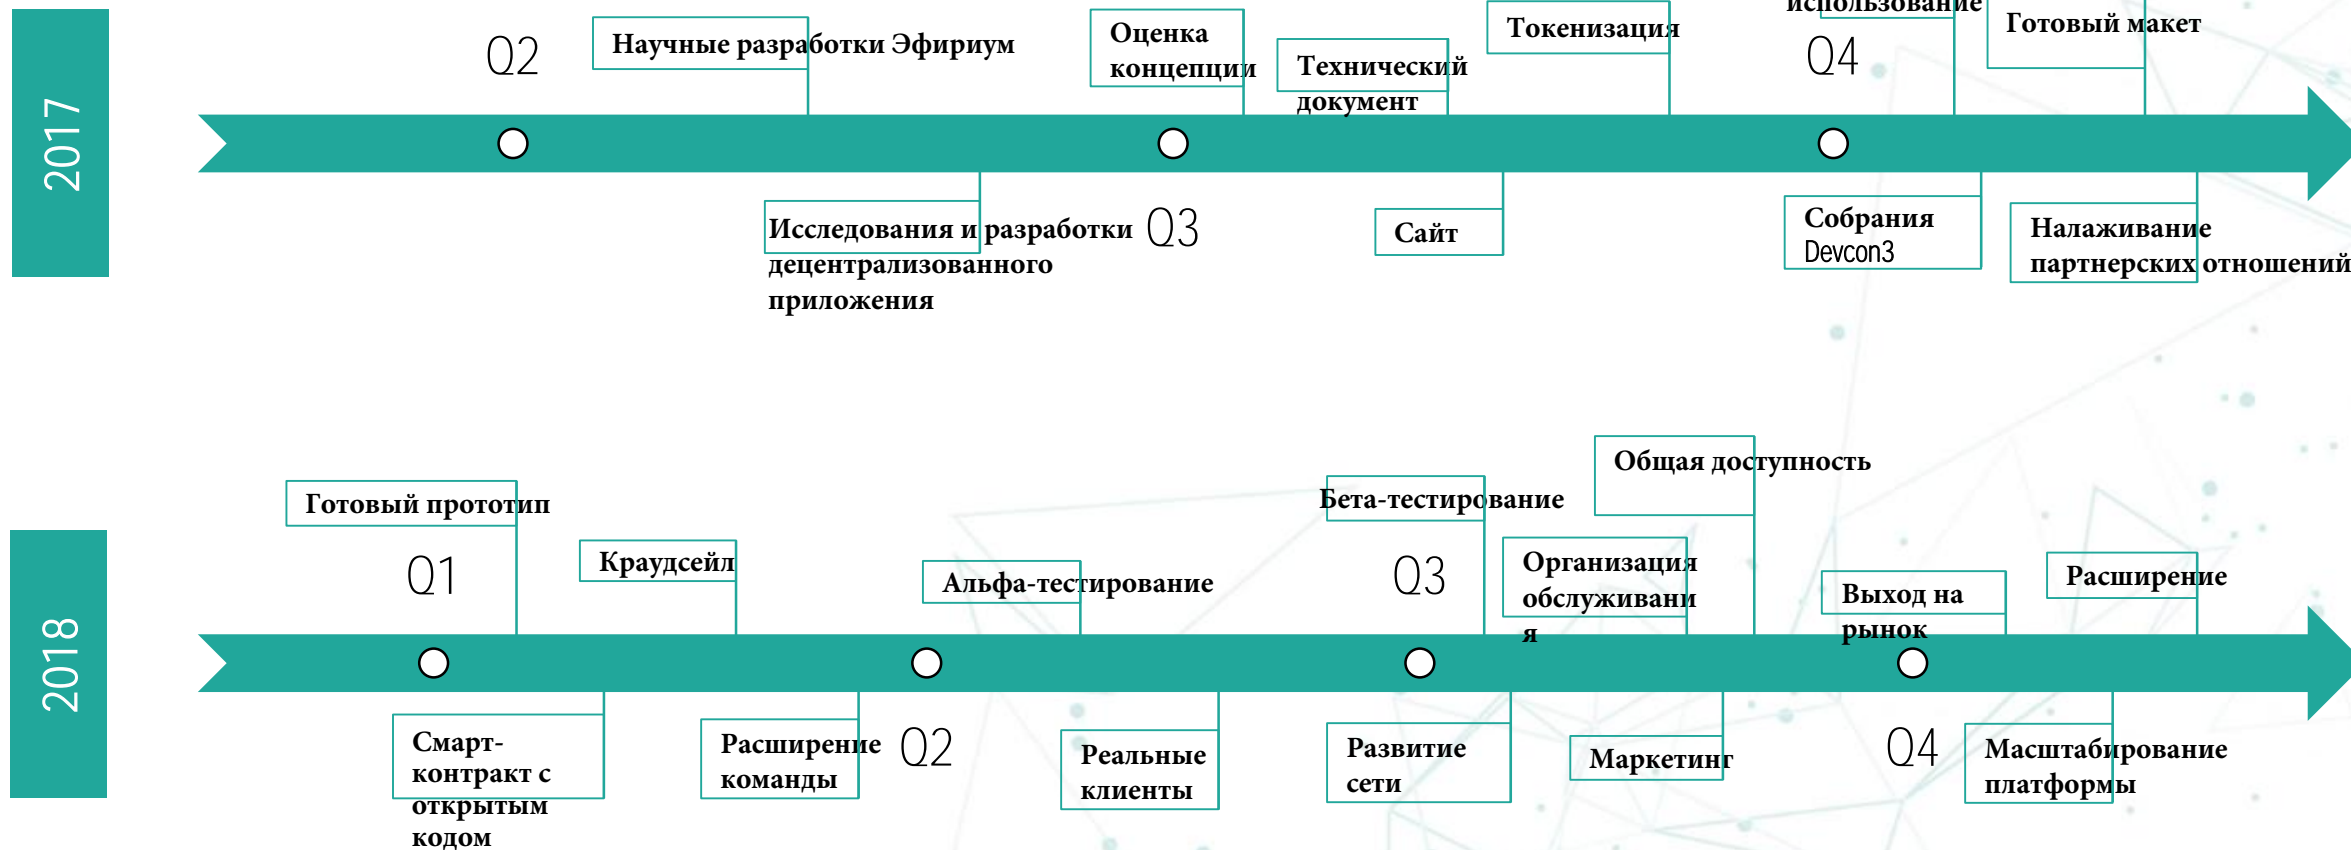 2017
Q2
Научные разработки Эфириум
Оценка
концепции
Технический
документ
Токенизация
использование
Q4
Готовый макет
Исследования и разработки
децентрализованного
приложения
Q3
Сайт
Собрания
Devcon3
Налаживание
партнерских отношений
2018
Готовый прототип
Q1
Краудсейл
Альфа-тестирование
Бета-тестирование
Q3
Общая доступность
Организация
обслуживани
я
Выход на
рынок
Расширение
Смарт-
контракт с
открытым
кодом
Расширение
команды
Q2
Реальные
клиенты
Развитие
сети
Маркетинг
Q4
Масштабирование
платформы